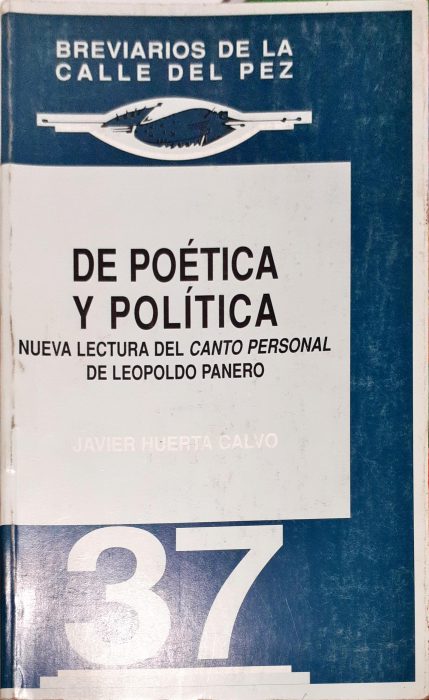 BREVIARIOS DE LA
CALLE DEL PEZ
DE POÉTICA
Y POLÍTICA
NUEVA LECTURA DEL CANTO PERSONAL
DE LEOPOLDO PANERO
JAVIER HUERTA CALVO
37